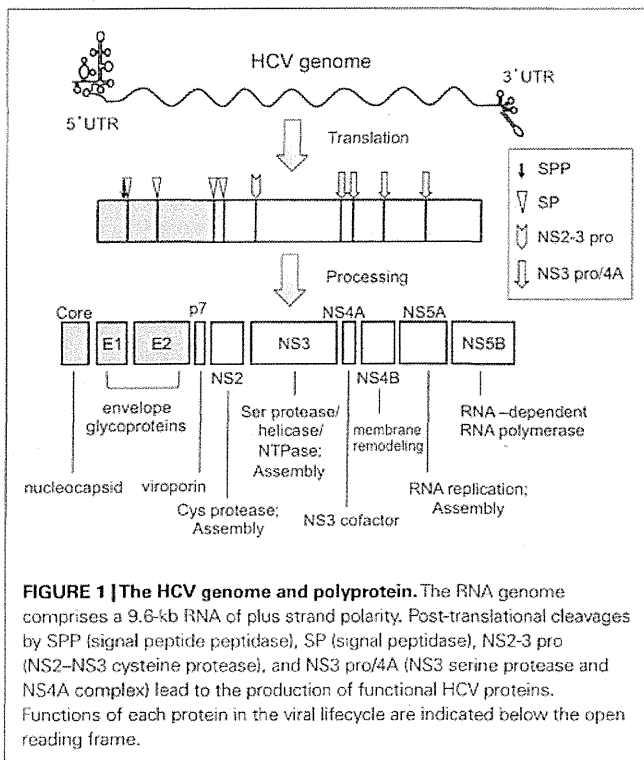 HCV genome
3'UTR
5'UTR
Translation
SPP
SP
NS2-3 pro
NS3 pro/4A
Processing
Core
E1
E2
p7
NS2
NS3
NS4A
NS4B
NS5A
NS5B
envelope
glycoproteins
Ser protease/
helicase/
NTPase;
Assembly
membrane
remodeling
RNA –dependent
RNA polymerase
nucleocapsid
viroporin
Cys protease;
Assembly
NS3 cofactor
RNA replication;
Assembly
FIGURE 1 | The HCV genome and polyprotein. The RNA genome
comprises a 9.6-kb RNA of plus strand polarity. Post-translational cleavages
by SPP (signal peptide peptidase), SP (signal peptidase), NS2-3 pro
(NS2–NS3 cysteine protease), and NS3 pro/4A (NS3 serine protease and
NS4A complex) lead to the production of functional HCV proteins.
Functions of each protein in the viral lifecycle are indicated below the open
reading frame.